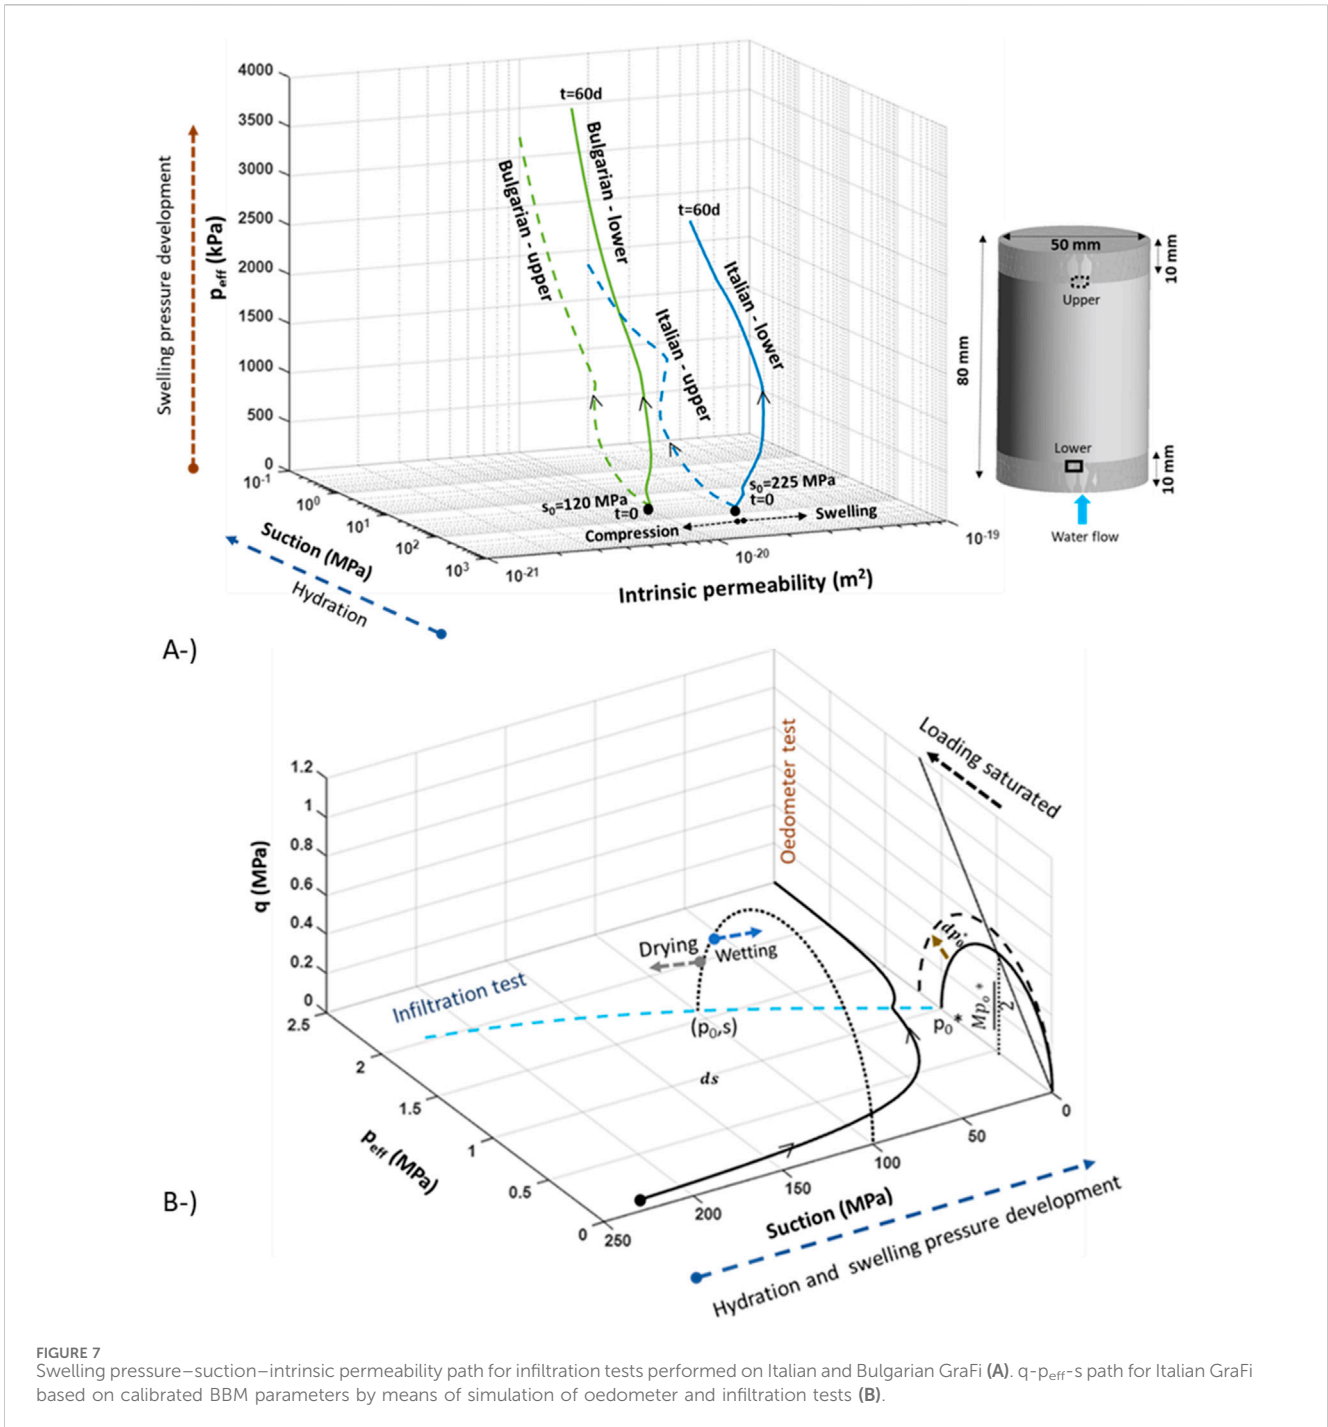 4000
3500
3000
2500
2000
1500
1000
500
0
p_eff (kPa)
Swelling pressure development
t=60d
Bulgarian - lower
Bulgarian - upper
t=60d
Italian - lower
Italian - upper
s₀=120 MPa
t=0
s₀=225 MPa
t=0
Compression
Swelling
10⁻¹
10⁰
10¹
10²
10³
Suction (MPa)
Hydration
10⁻²¹
10⁻²⁰
10⁻¹⁹
Intrinsic permeability (m²)
50 mm
10 mm
Upper
80 mm
Lower
10 mm
Water flow
A-)
1.2
1
0.8
0.6
0.4
0.2
0
q (MPa)
2.5
2
1.5
1
0.5
0
p_eff (MPa)
Oedometer test
Loading saturated
Drying
Wetting
Infiltration test
(p₀,s)
ds
dp₀*
p₀*
Mp₀*
2
0
50
100
150
200
250
Suction (MPa)
Hydration and swelling pressure development
B-)
FIGURE 7
Swelling pressure–suction–intrinsic permeability path for infiltration tests performed on Italian and Bulgarian GraFi (A). q-p_eff-s path for Italian GraFi
based on calibrated BBM parameters by means of simulation of oedometer and infiltration tests (B).